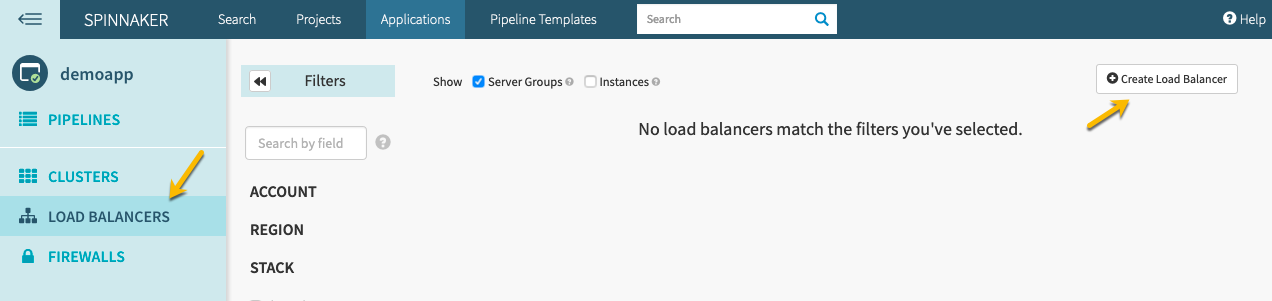 SPINNAKER Search Projects Applications Pipeline Templates Search ? Help
demoapp
Filters Show Server Groups ? Instances ? Create Load Balancer
PIPELINES
No load balancers match the filters you've selected.
Search by field ?
CLUSTERS
ACCOUNT
LOAD BALANCERS
REGION
FIREWALLS
STACK